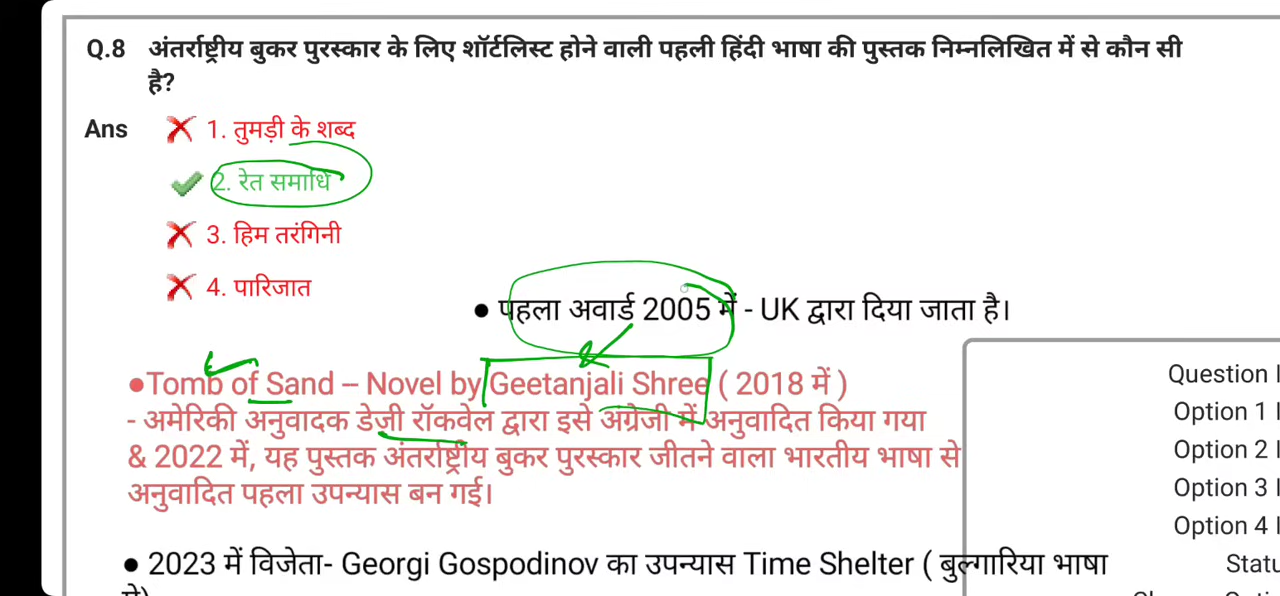 Q.8 अंतर्राष्ट्रीय बुकर पुरस्कार के लिए शॉर्टलिस्ट होने वाली पहली हिंदी भाषा की पुस्तक निम्नलिखित में से कौन सी
है?
Ans 1. तुमड़ी के शब्द
2. रेत समाधि
3. हिम तरंगिनी
4. पारिजात
● पहला अवार्ड 2005 में - UK द्वारा दिया जाता है।
●Tomb of Sand – Novel by Geetanjali Shree ( 2018 में )
- अमेरिकी अनुवादक डेज़ी रॉकवेल द्वारा इसे अंग्रेजी में अनुवादित किया गया
& 2022 में, यह पुस्तक अंतर्राष्ट्रीय बुकर पुरस्कार जीतने वाला भारतीय भाषा से
अनुवादित पहला उपन्यास बन गई।
● 2023 में विजेता- Georgi Gospodinov का उपन्यास Time Shelter ( बुल्गारिया भाषा
Question
Option 1
Option 2
Option 3
Option 4